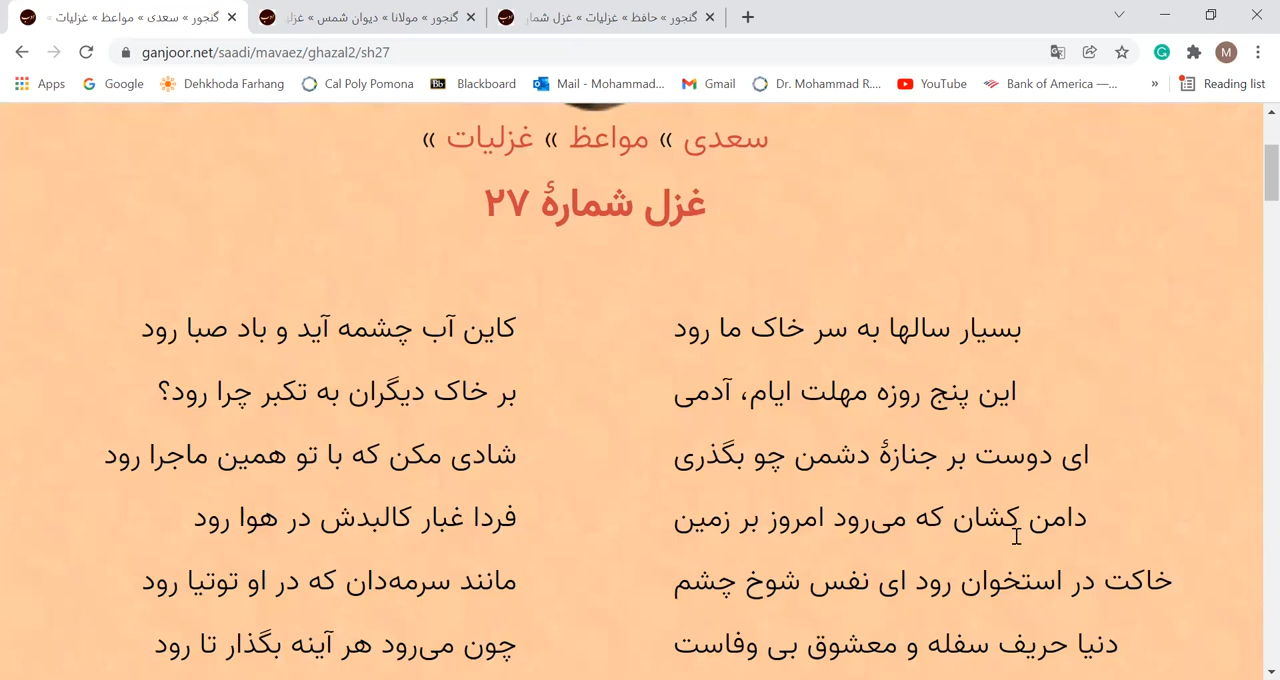 گنجور » سعدی » مواعظ » غزلیات »
گنجور » مولانا » دیوان شمس » غزلی
گنجور » حافظ » غزلیات » غزل شمار
ganjoor.net/saadi/mavaez/ghazal2/sh27
M
Apps Google Dehkhoda Farhang Cal Poly Pomona Bb Blackboard Mail - Mohammad... Gmail Dr. Mohammad R.... YouTube Bank of America —... » Reading list
سعدی » مواعظ » غزلیات »
غزل شمارهٔ ۲۷
بسیار سالها به سر خاک ما رود کاین آب چشمه آید و باد صبا رود
این پنج روزه مهلت ایام، آدمی بر خاک دیگران به تکبر چرا رود؟
ای دوست بر جنازهٔ دشمن چو بگذری شادی مکن که با تو همین ماجرا رود
دامن کشان که می‌رود امروز بر زمین فردا غبار کالبدش در هوا رود
خاکت در استخوان رود ای نفس شوخ چشم مانند سرمه‌دان که در او توتیا رود
دنیا حریف سفله و معشوق بی وفاست چون می‌رود هر آینه بگذار تا رود